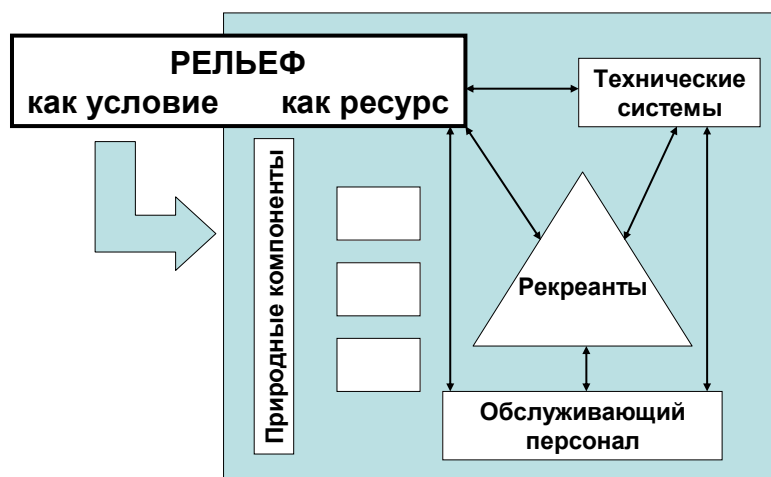 РЕЛЬЕФ
как условие как ресурс
Технические
системы
Природные компоненты
Рекреанты
Обслуживающий
персонал